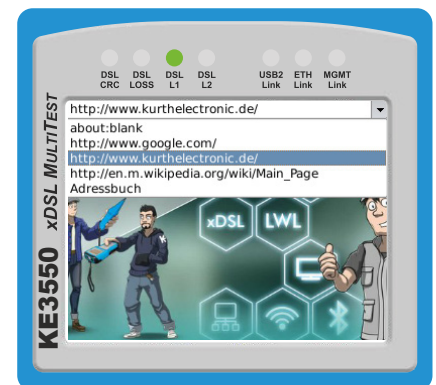 DSL CRC
DSL LOSS
DSL L1
DSL L2
USB2 Link
ETH Link
MGMT Link
KE3550 xDSL MULTITEST
http://www.kurthelectronic.de/
about:blank
http://www.google.com/
http://www.kurthelectronic.de/
http://en.m.wikipedia.org/wiki/Main_Page
Adressbuch
xDSL
LWL
K